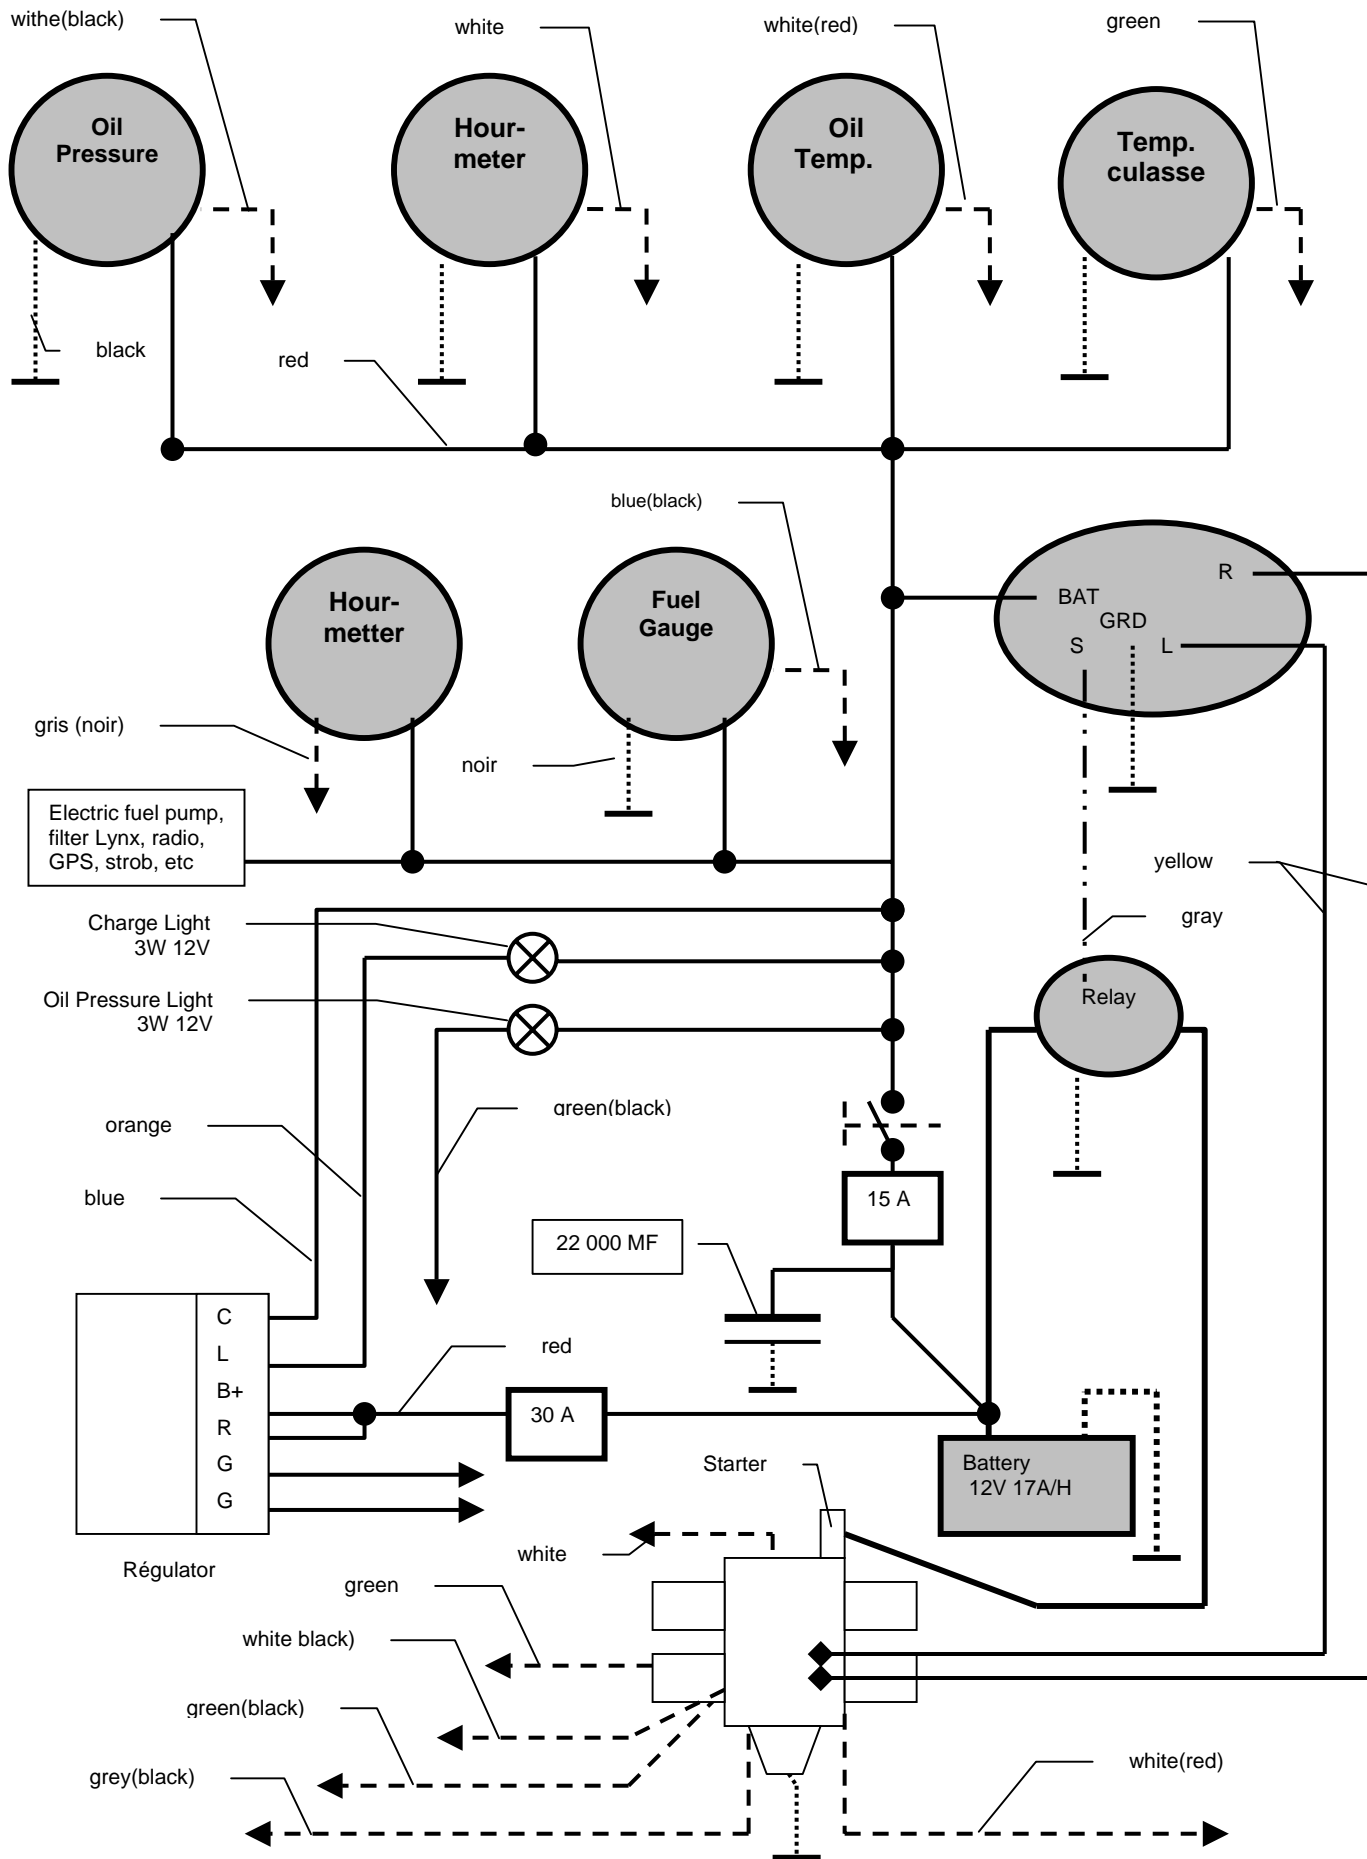 withe(black)
white
white(red)
green
Oil
Pressure
Hour-
meter
Oil
Temp.
Temp.
culasse
black
red
blue(black)
Hour-
metter
Fuel
Gauge
R
BAT
GRD
S
L
gris (noir)
noir
Electric fuel pump,
filter Lynx, radio,
GPS, strob, etc
yellow
gray
Charge Light
3W 12V
Oil Pressure Light
3W 12V
Relay
orange
green(black)
blue
15 A
22 000 MF
C
L
B+
R
G
G
red
30 A
Starter
Battery
12V 17A/H
Régulator
white
green
white black)
green(black)
grey(black)
white(red)